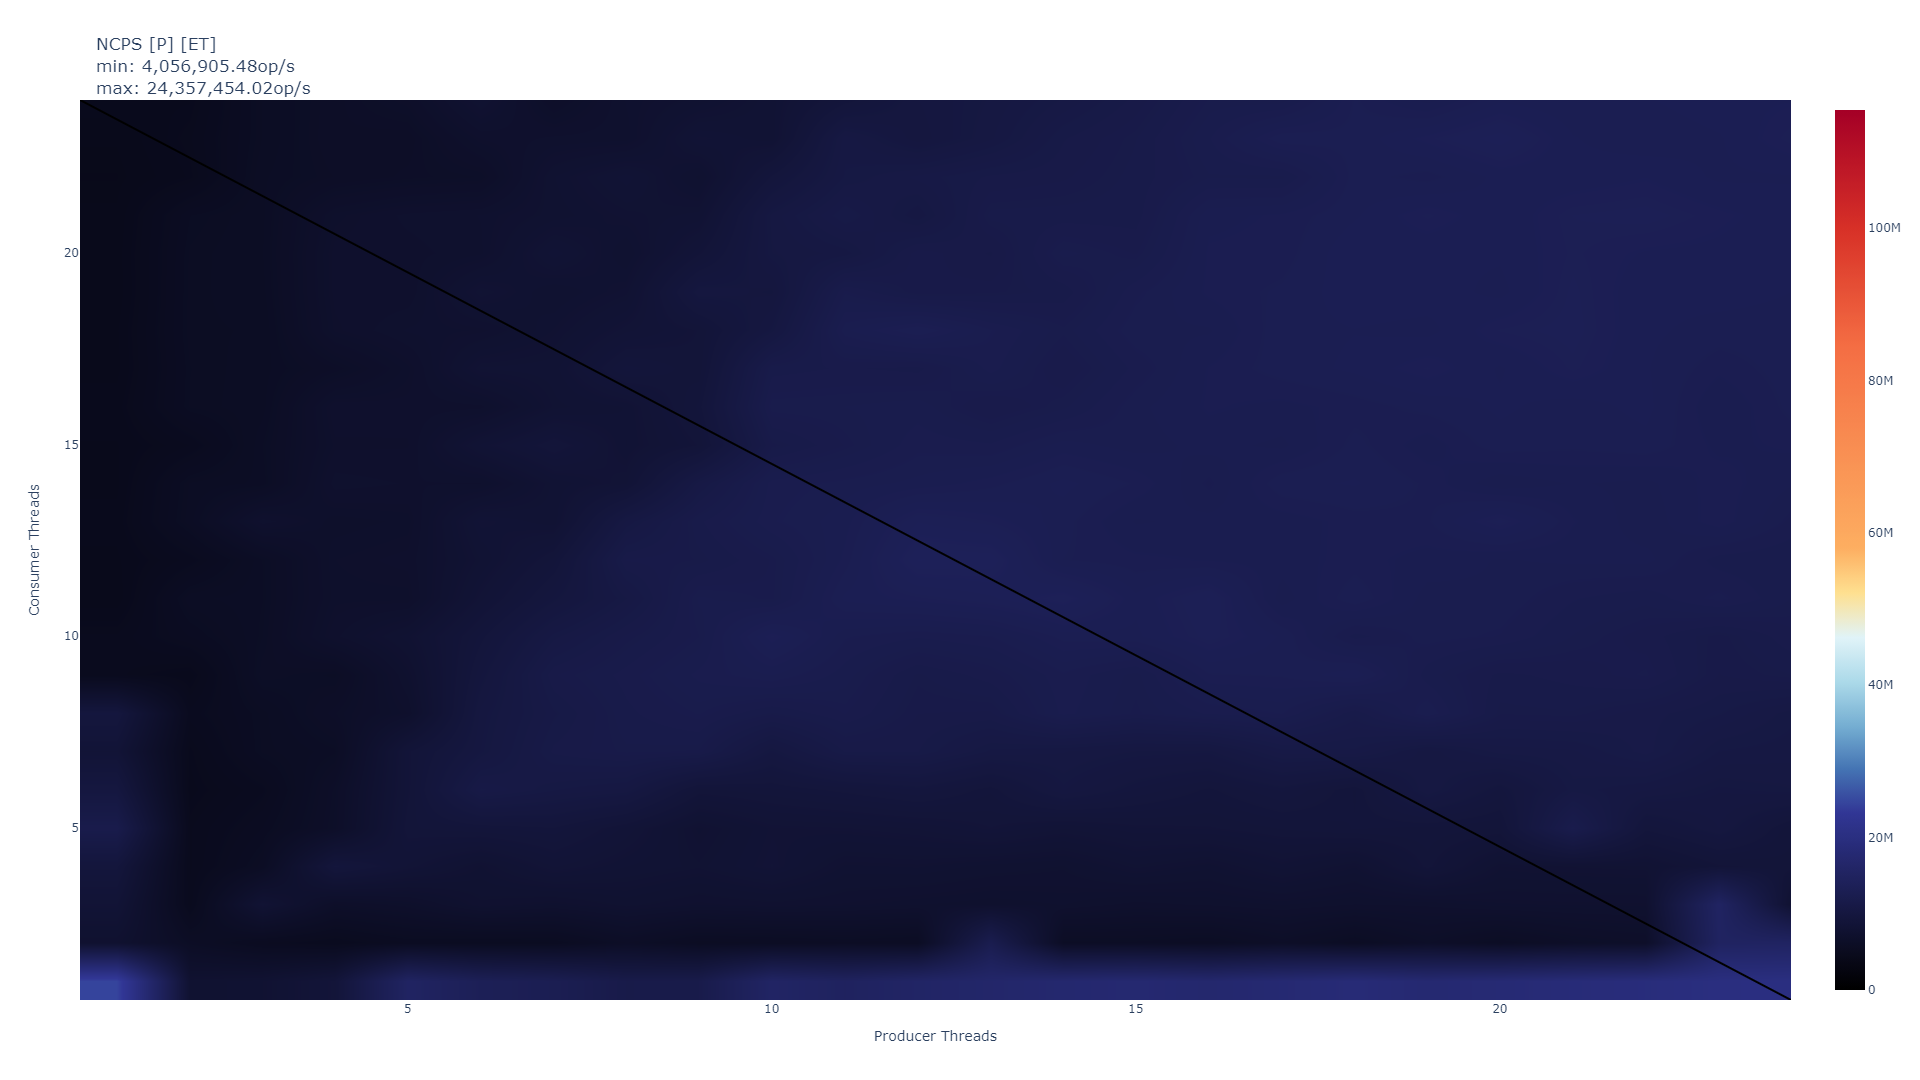 NCPS [P] [ET]
min: 4,056,905.48op/s
max: 24,357,454.02op/s
100M
80M
60M
40M
20M
0
20
15
10
5
Consumer Threads
5
10
15
20
Producer Threads